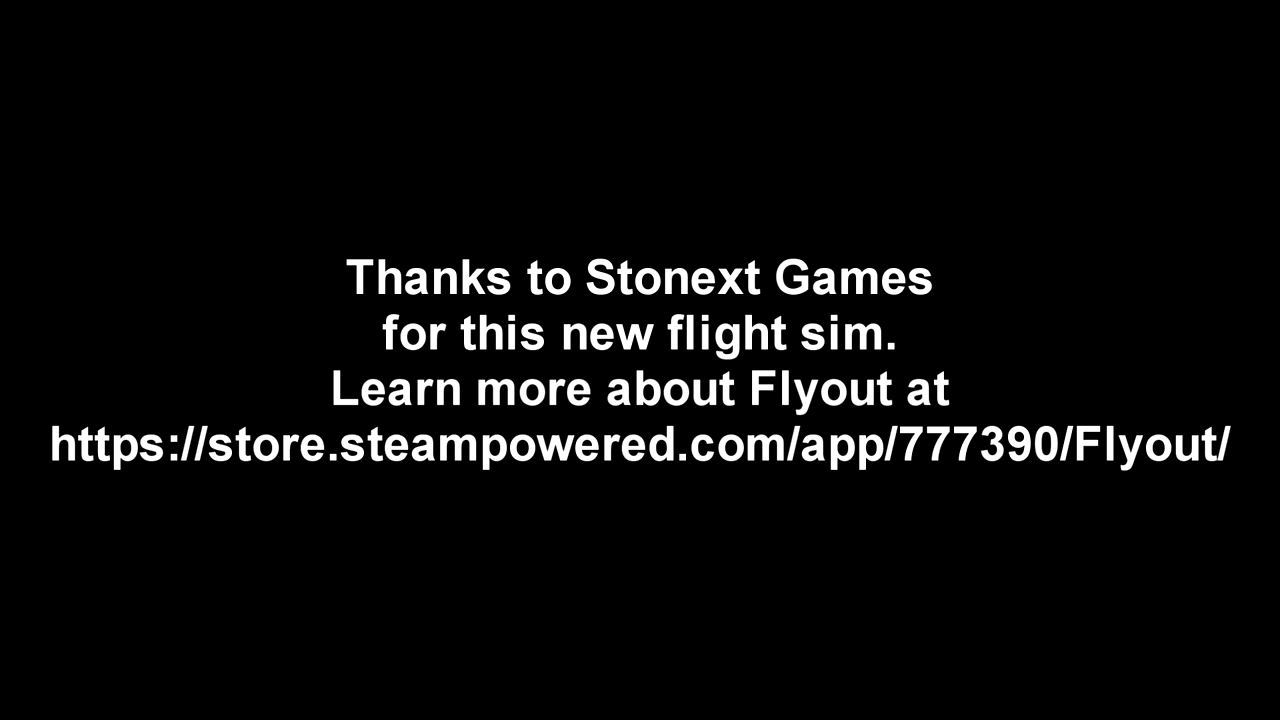 Thanks to Stonext Games
for this new flight sim.
Learn more about Flyout at
https://store.steampowered.com/app/777390/Flyout/